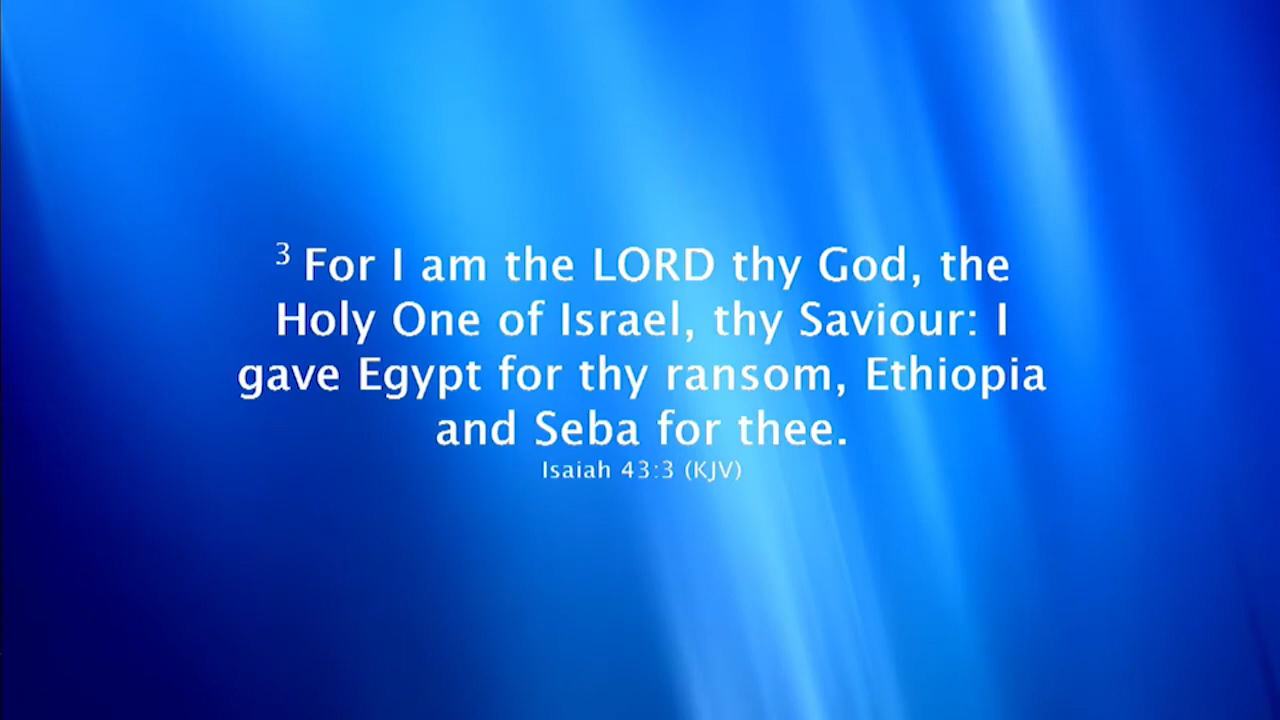 3 For I am the LORD thy God, the
Holy One of Israel, thy Saviour: I
gave Egypt for thy ransom, Ethiopia
and Seba for thee.
Isaiah 43:3 (KJV)